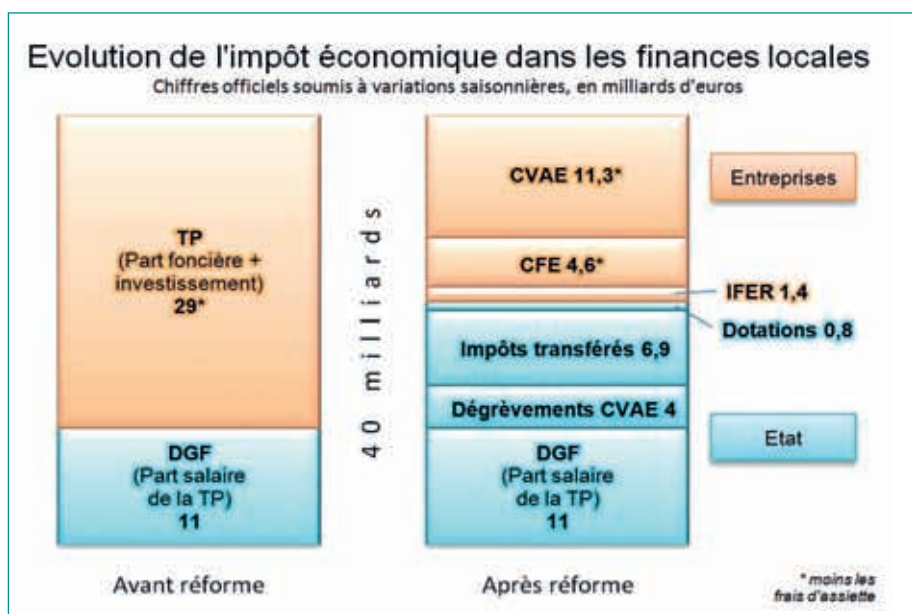 Evolution de l'impôt économique dans les finances locales
Chiffres officiels soumis à variations saisonnières, en milliards d'euros
TP
(Part foncière +
investissement)
29*
DGF
(Part salaire
de la TP)
11
Avant réforme
40 milliards
CVAE 11,3*
CFE 4,6*
IFER 1,4
Dotations 0,8
Impôts transférés 6,9
Dégrèvements CVAE 4
DGF
(Part salaire
de la TP)
11
Après réforme
Entreprises
Etat
* moins les
frais d'assiette